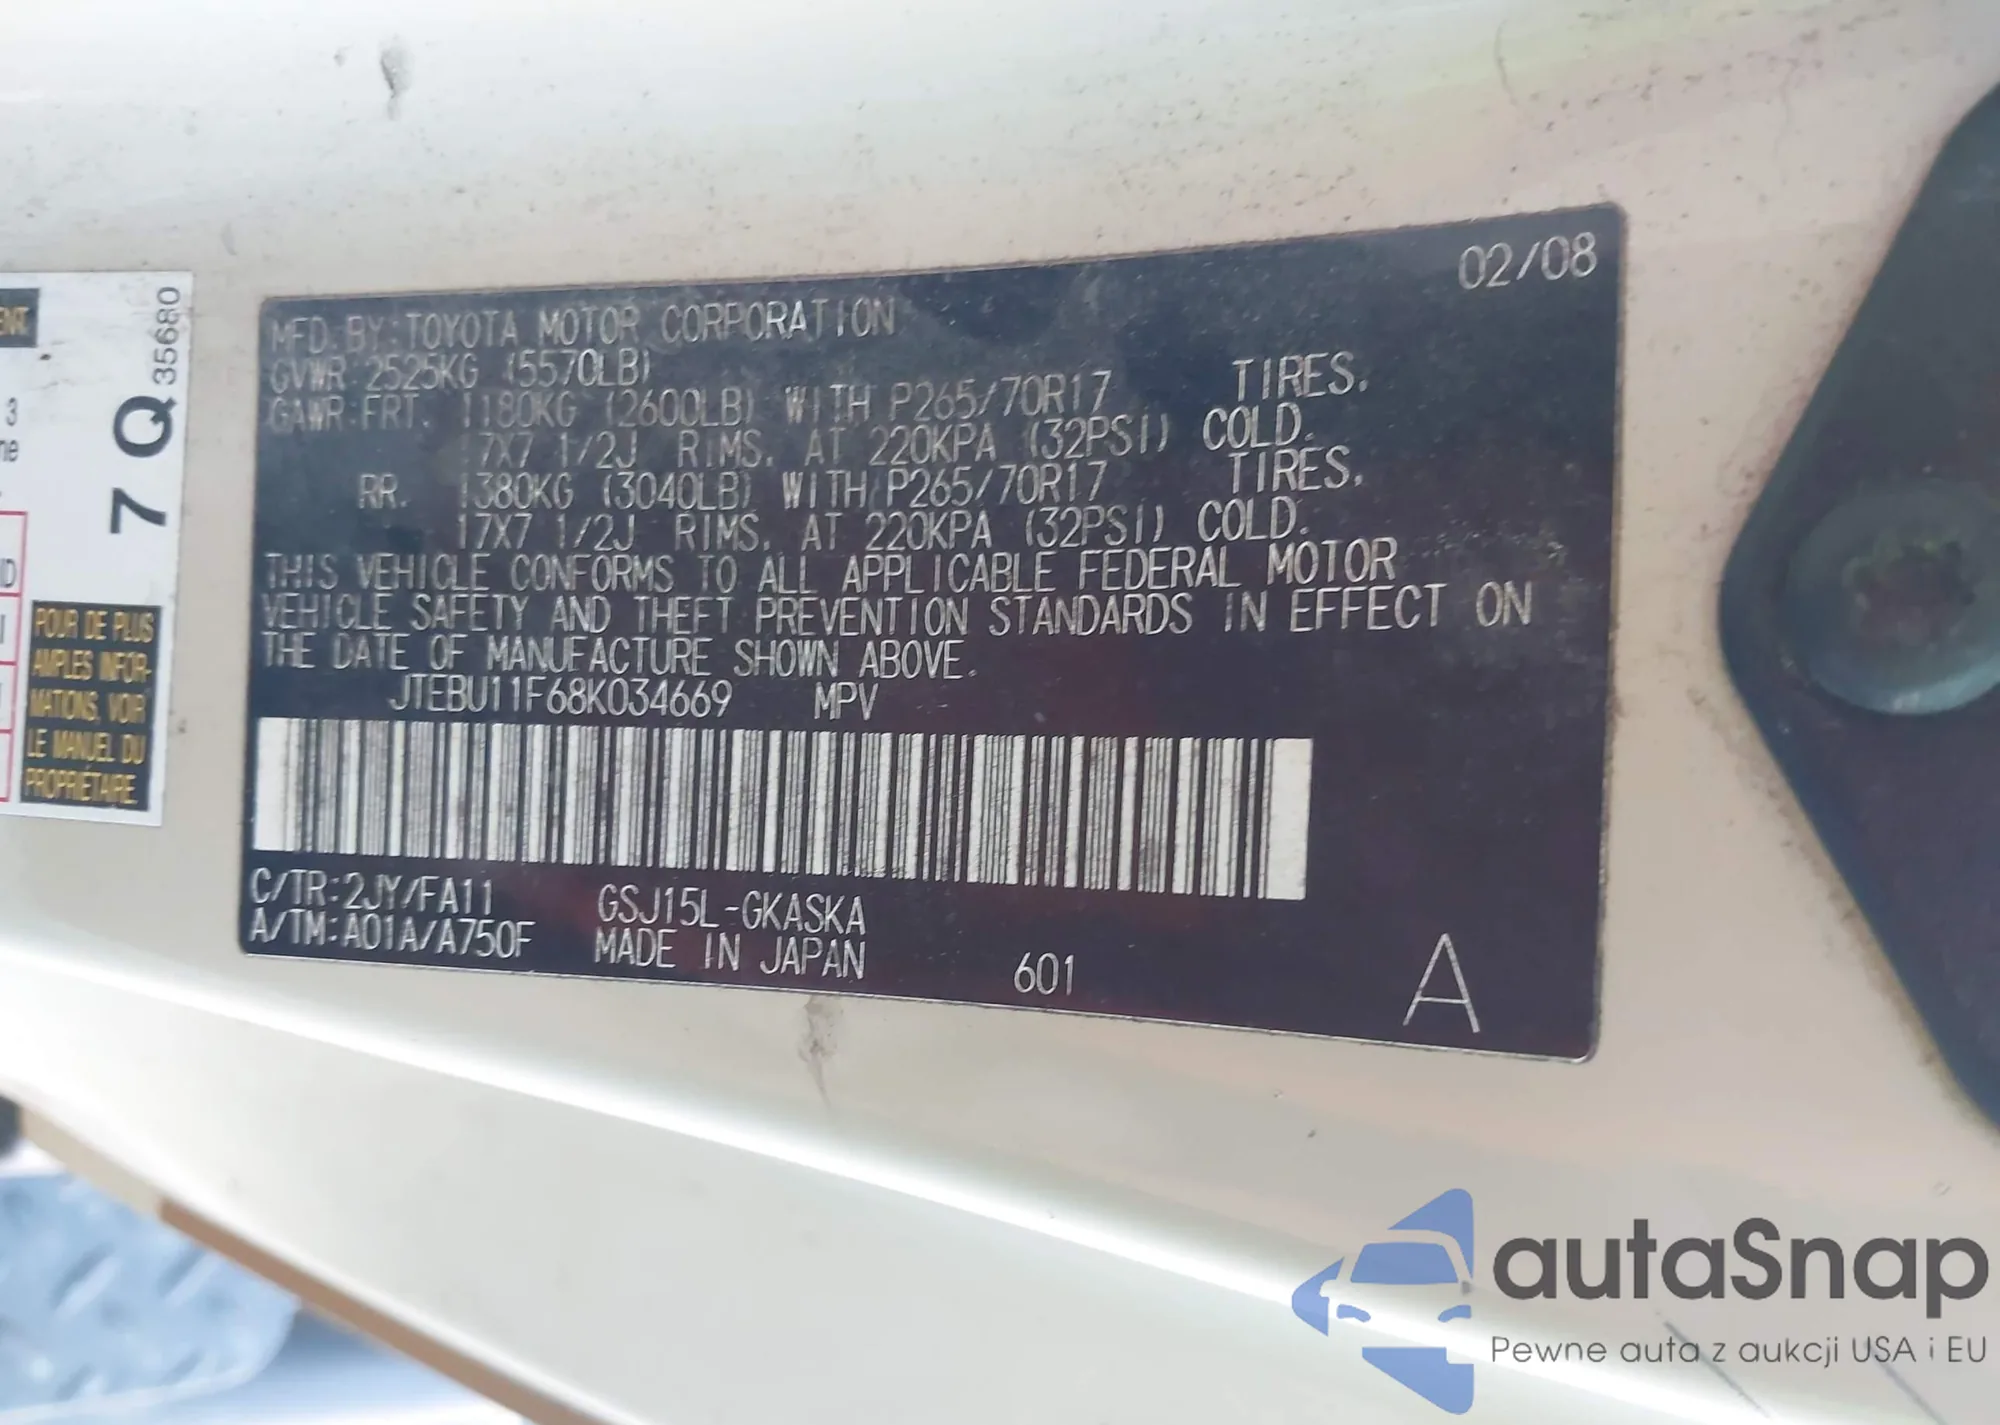 02/08
MFD. BY: TOYOTA MOTOR CORPORATION
GVWR: 2525KG (5570LB)
GAWR: FRT. 1180KG (2600LB) WITH P265/70R17 TIRES.
17X7 1/2J RIMS, AT 220KPA (32PSI) COLD.
RR. 1380KG (3040LB) WITH P265/70R17 TIRES,
17X7 1/2J RIMS, AT 220KPA (32PSI) COLD.
THIS VEHICLE CONFORMS TO ALL APPLICABLE FEDERAL MOTOR
VEHICLE SAFETY AND THEFT PREVENTION STANDARDS IN EFFECT ON
THE DATE OF MANUFACTURE SHOWN ABOVE.
JTEBU11F68K034669 MPV
C/TR: 2JY/FA11 GSJ15L-GKASKA
A/TM: A01A/A750F MADE IN JAPAN 601 A
7 Q 35680
3
POUR DE PLUS
AMPLES INFOR-
MATIONS, VOIR
LE MANUEL DU
PROPRIÉTAIRE.
autaSnap
Pewne auta z aukcji USA i EU